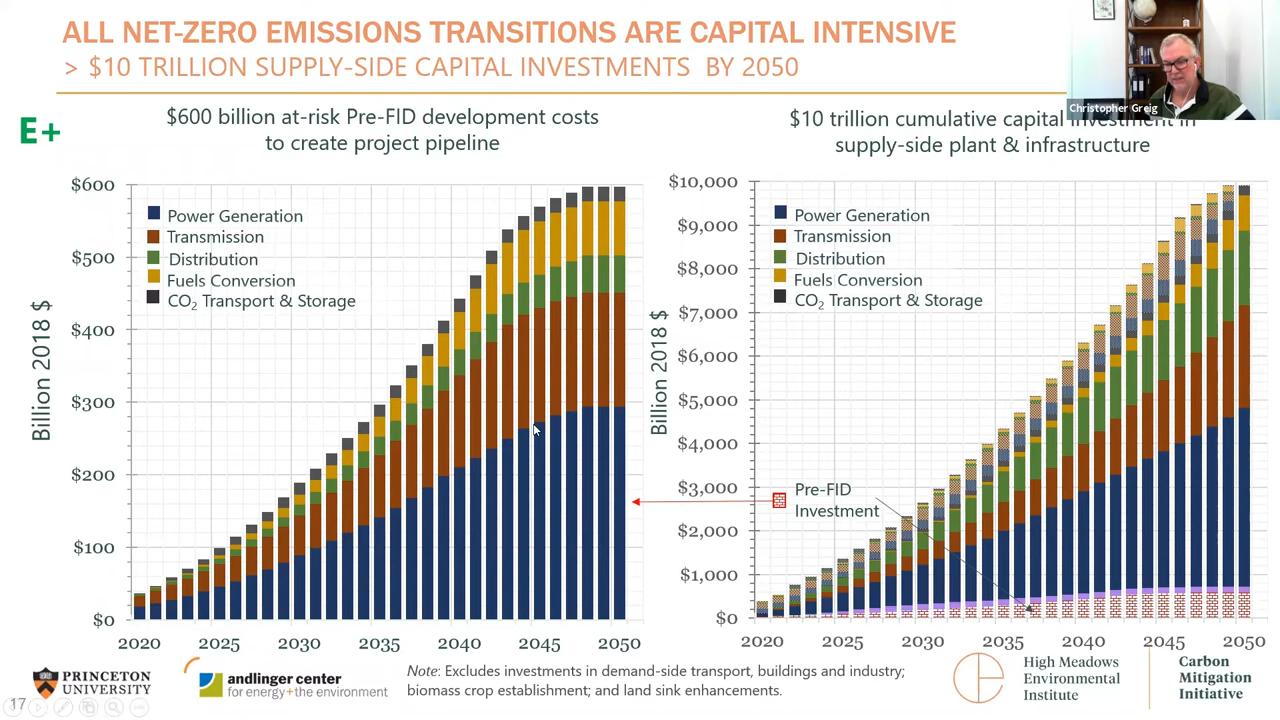 ALL NET-ZERO EMISSIONS TRANSITIONS ARE CAPITAL INTENSIVE
> $10 TRILLION SUPPLY-SIDE CAPITAL INVESTMENTS BY 2050
Christopher Greig
E+
$600 billion at-risk Pre-FID development costs
to create project pipeline
$600
$500
$400
$300
$200
$100
$0
Billion 2018 $
Power Generation
Transmission
Distribution
Fuels Conversion
CO2 Transport & Storage
2020 2025 2030 2035 2040 2045 2050
$10 trillion cumulative capital investment in
supply-side plant & infrastructure
$10,000
$9,000
$8,000
$7,000
$6,000
$5,000
$4,000
$3,000
$2,000
$1,000
$0
Billion 2018 $
Power Generation
Transmission
Distribution
Fuels Conversion
CO2 Transport & Storage
Pre-FID
Investment
2020 2025 2030 2035 2040 2045 2050
PRINCETON
UNIVERSITY
andlinger center
for energy+the environment
Note: Excludes investments in demand-side transport, buildings and industry;
biomass crop establishment; and land sink enhancements.
High Meadows
Environmental
Institute
Carbon
Mitigation
Initiative
17